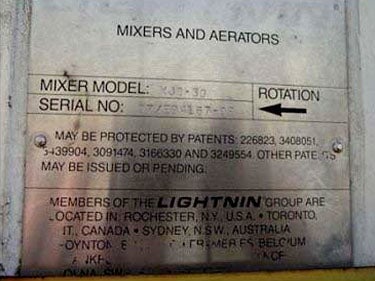 MIXERS AND AERATORS
MIXER MODEL:
ROTATION
SERIAL NO:
MAY BE PROTECTED BY PATENTS: 226823, 3408051,
3439904, 3091474, 3166330 AND 3249554. OTHER
MAY BE ISSUED OR PENDING.
MEMBERS OF THE LIGHTNIN GROUP ARE
LOCATED IN: ROCHESTER, N.Y., U.S.A. • TORONTO,
CANADA • SYDNEY, N.S.W., AUSTRALIA
BELGIUM